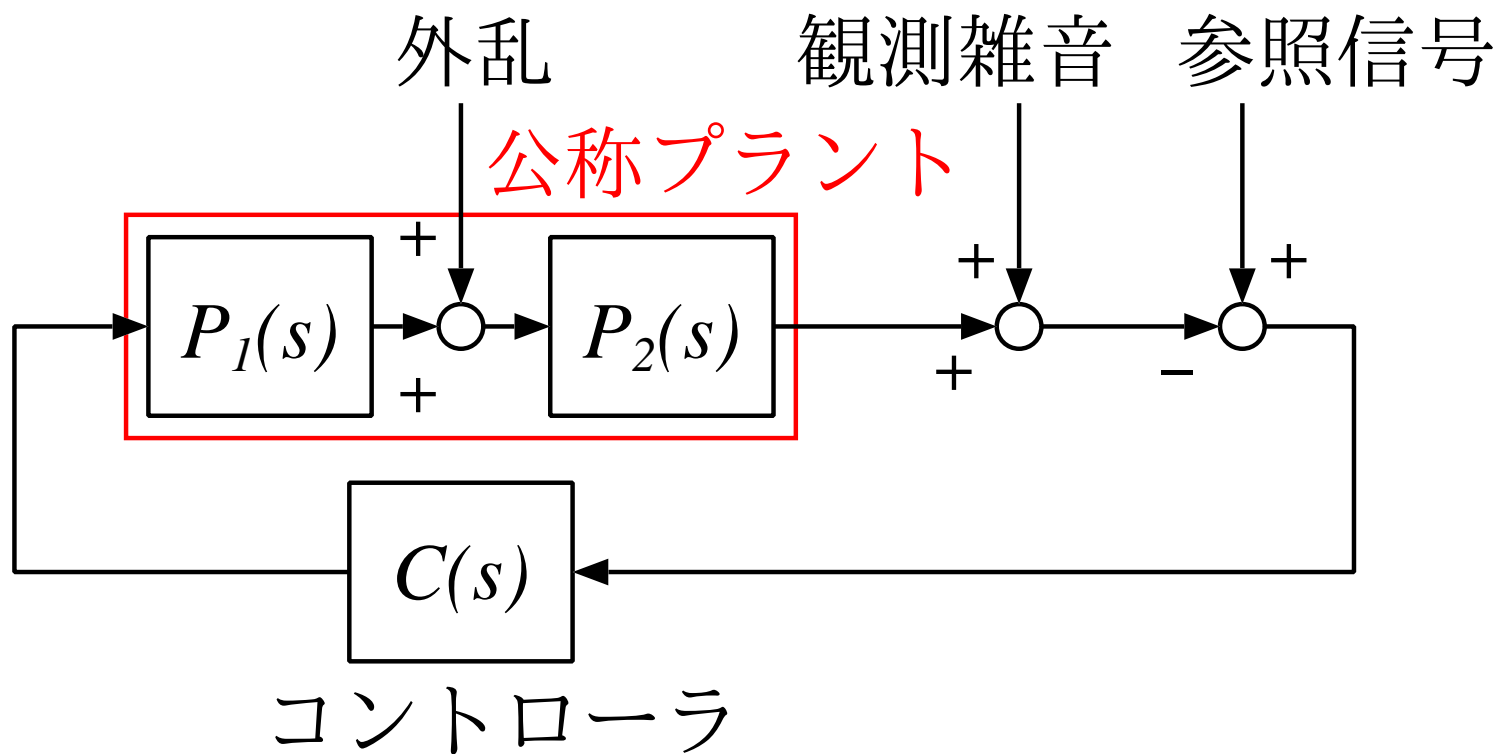 外乱
観測雑音
参照信号
公称プラント
+
+
+
P1(s)
P2(s)
+
+
−
C(s)
コントローラ